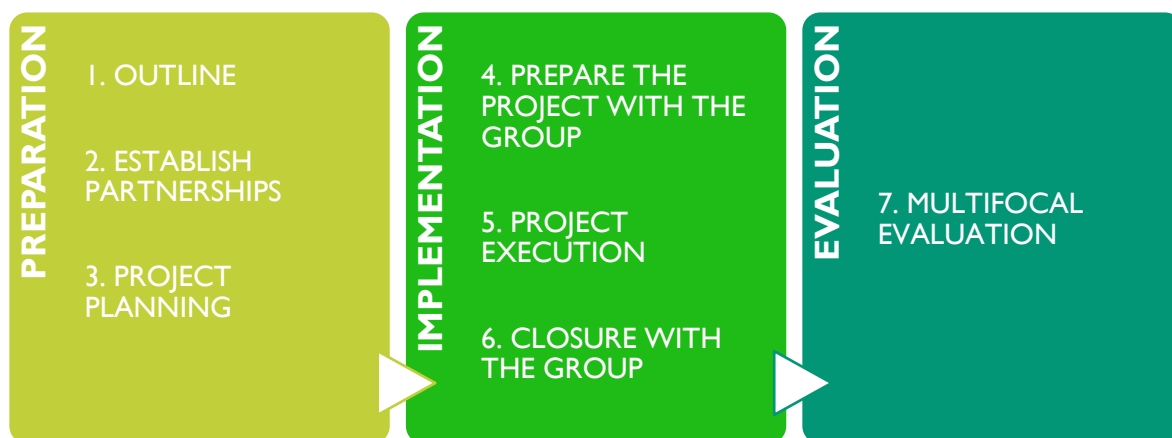 PREPARATION
1. OUTLINE
2. ESTABLISH
PARTNERSHIPS
3. PROJECT
PLANNING
IMPLEMENTATION
4. PREPARE THE
PROJECT WITH THE
GROUP
5. PROJECT
EXECUTION
6. CLOSURE WITH
THE GROUP
EVALUATION
7. MULTIFOCAL
EVALUATION